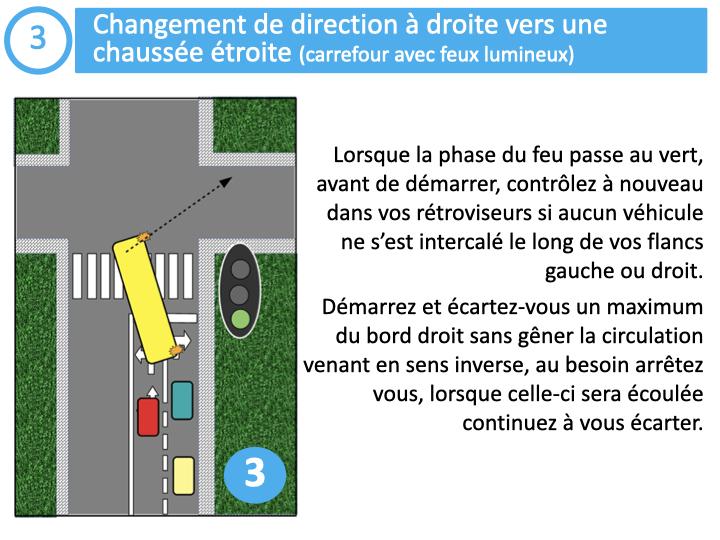 3
Changement de direction à droite vers une
chaussée étroite (carrefour avec feux lumineux)
Lorsque la phase du feu passe au vert,
avant de démarrer, contrôlez à nouveau
dans vos rétroviseurs si aucun véhicule
ne s’est intercalé le long de vos flancs
gauche ou droit.
Démarrez et écartez-vous un maximum
du bord droit sans gêner la circulation
venant en sens inverse, au besoin arrêtez
vous, lorsque celle-ci sera écoulée
continuez à vous écarter.
3